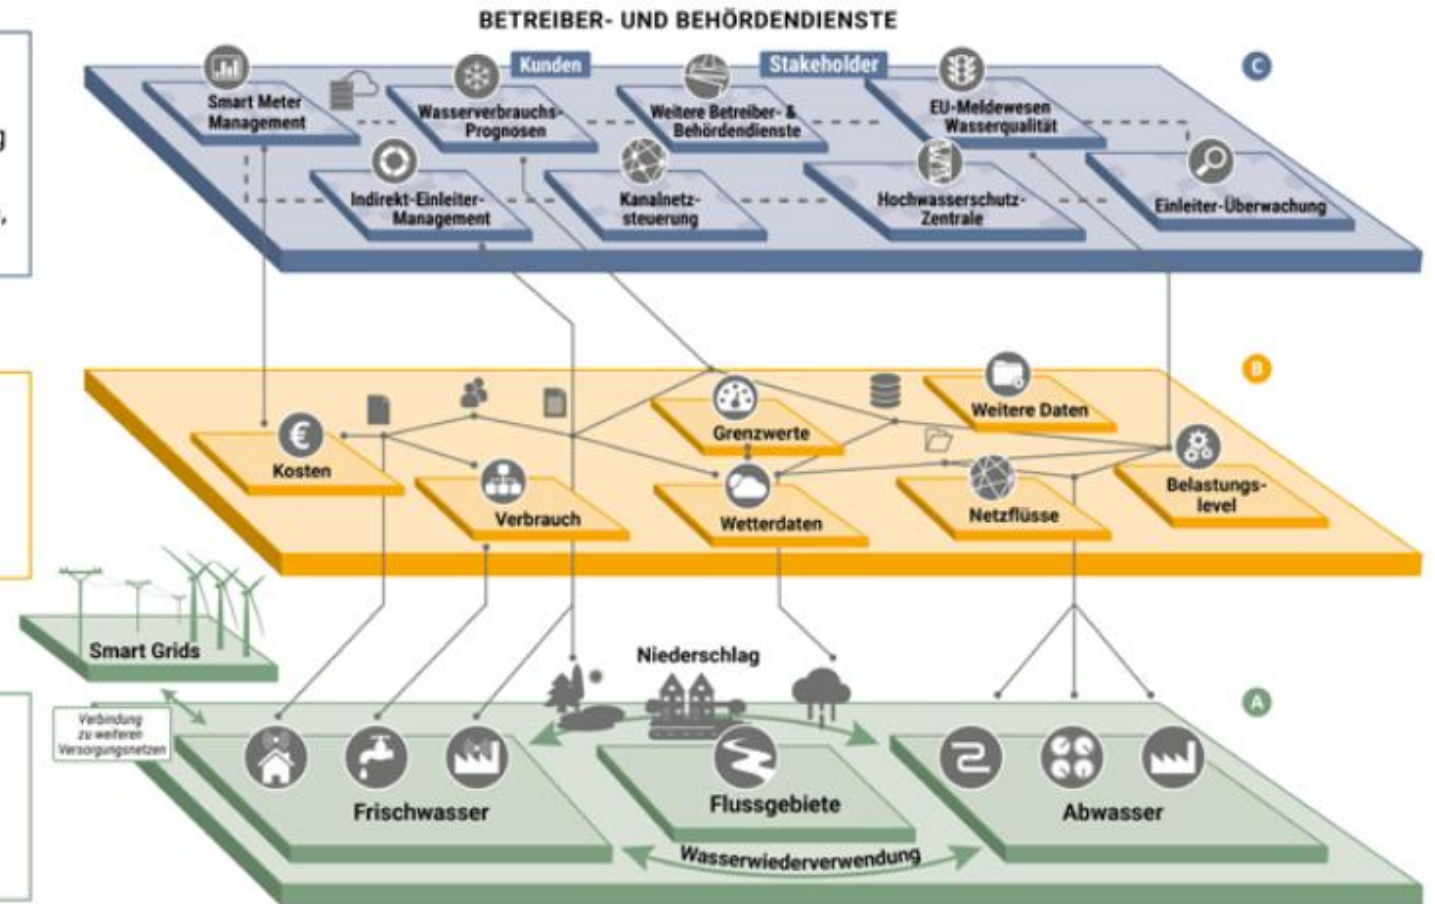 BETREIBER- UND BEHÖRDENDIENSTE
g
,
Kunden
Stakeholder
C
Smart Meter
Management
Wasserverbrauchs-
Prognosen
Weitere Betreiber- &
Behördendienste
EU-Meldewesen
Wasserqualität
Indirekt-Einleiter-
Management
Kanalnetz-
steuerung
Hochwasserschutz-
Zentrale
Einleiter-Überwachung
B
Kosten
Verbrauch
Grenzwerte
Wetterdaten
Weitere Daten
Netzflüsse
Belastungs-
level
Smart Grids
Verbindung
zu weiteren
Versorgungsnetzen
Niederschlag
A
Frischwasser
Flussgebiete
Abwasser
Wasserwiederverwendung